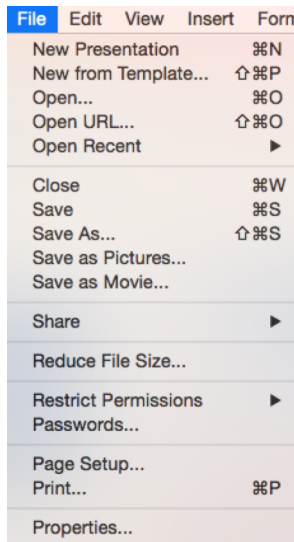 File Edit View Insert Form
New Presentation ⌘N
New from Template... ⇧⌘P
Open... ⌘O
Open URL... ⇧⌘O
Open Recent ▶
Close ⌘W
Save ⌘S
Save As... ⇧⌘S
Save as Pictures...
Save as Movie...
Share ▶
Reduce File Size...
Restrict Permissions ▶
Passwords...
Page Setup...
Print... ⌘P
Properties...